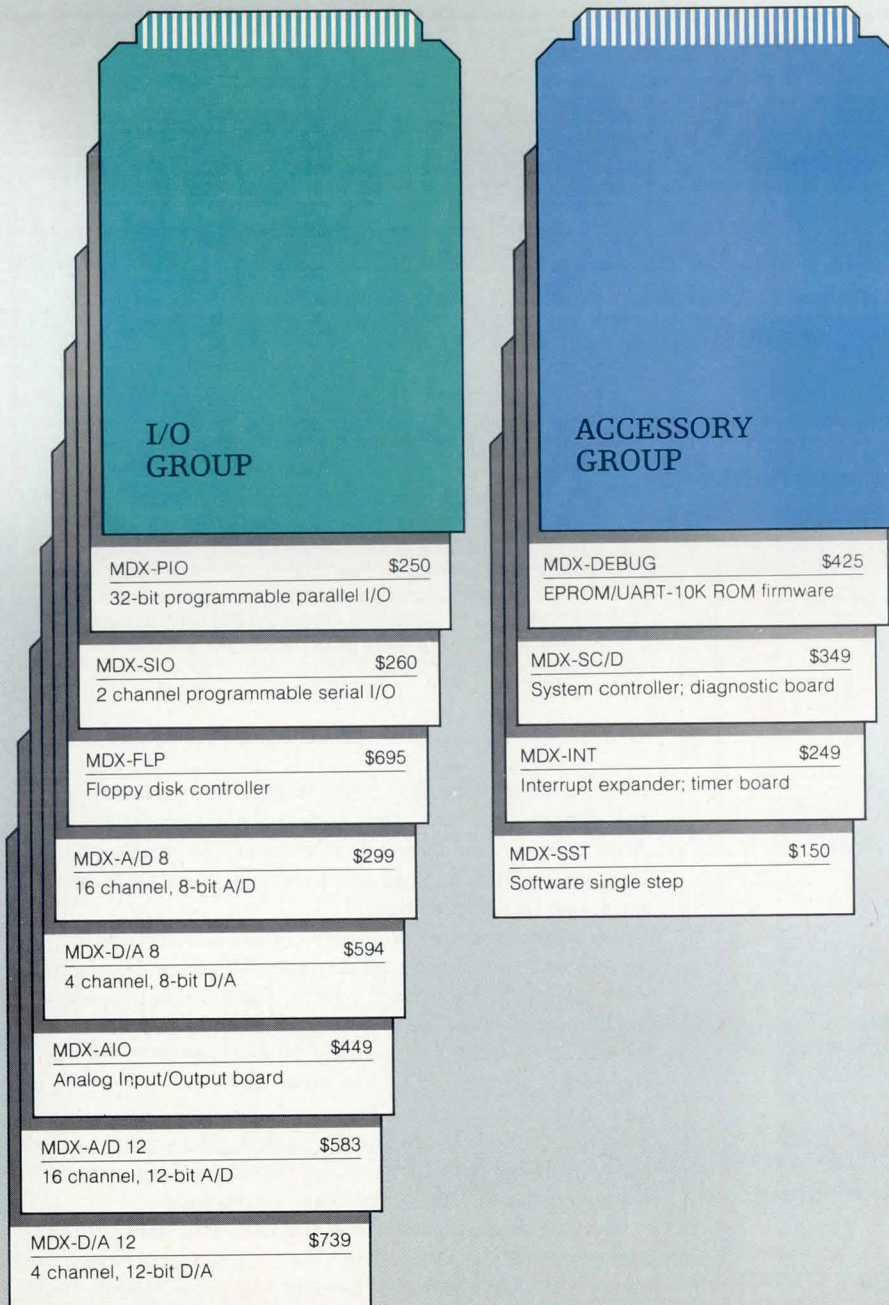 I/O
GROUP
MDX-PIO $250
32-bit programmable parallel I/O
MDX-SIO $260
2 channel programmable serial I/O
MDX-FLP $695
Floppy disk controller
MDX-A/D 8 $299
16 channel, 8-bit A/D
MDX-D/A 8 $594
4 channel, 8-bit D/A
MDX-AIO $449
Analog Input/Output board
MDX-A/D 12 $583
16 channel, 12-bit A/D
MDX-D/A 12 $739
4 channel, 12-bit D/A
ACCESSORY
GROUP
MDX-DEBUG $425
EPROM/UART-10K ROM firmware
MDX-SC/D $349
System controller; diagnostic board
MDX-INT $249
Interrupt expander; timer board
MDX-SST $150
Software single step